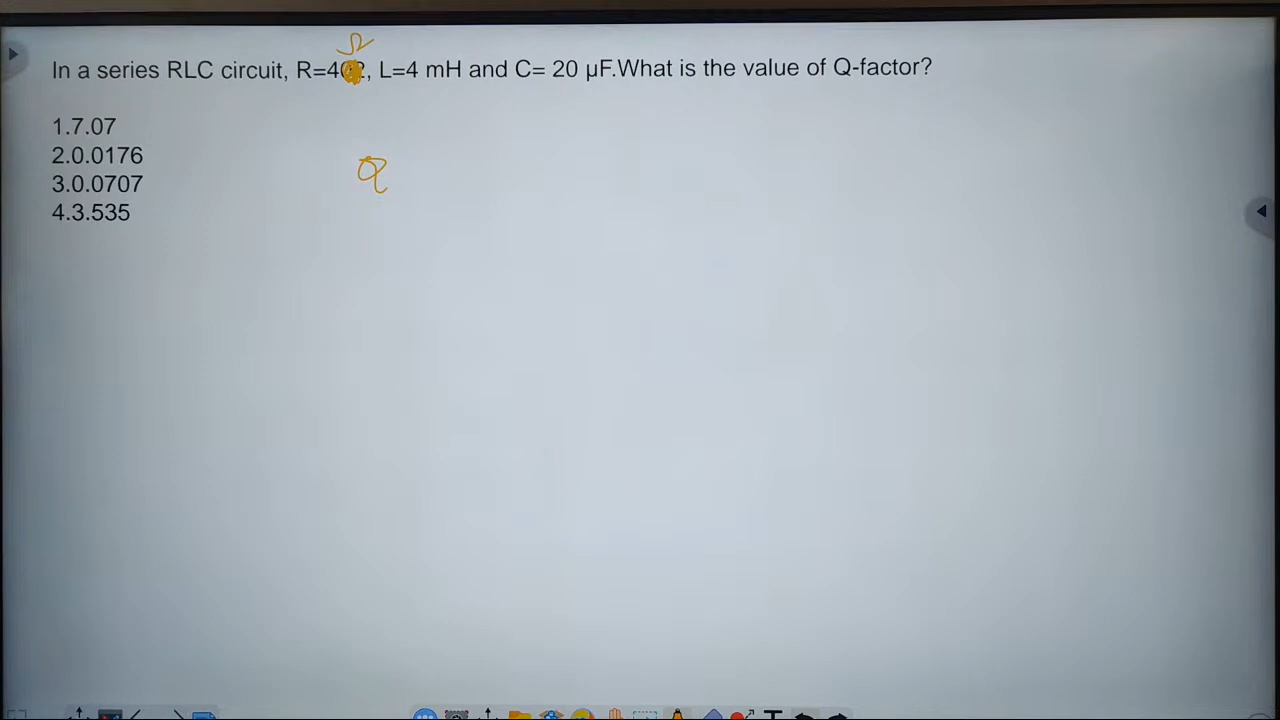 Ω
In a series RLC circuit, R=4 , L=4 mH and C= 20 µF.What is the value of Q-factor?
1.7.07
2.0.0176
3.0.0707
4.3.535
Q